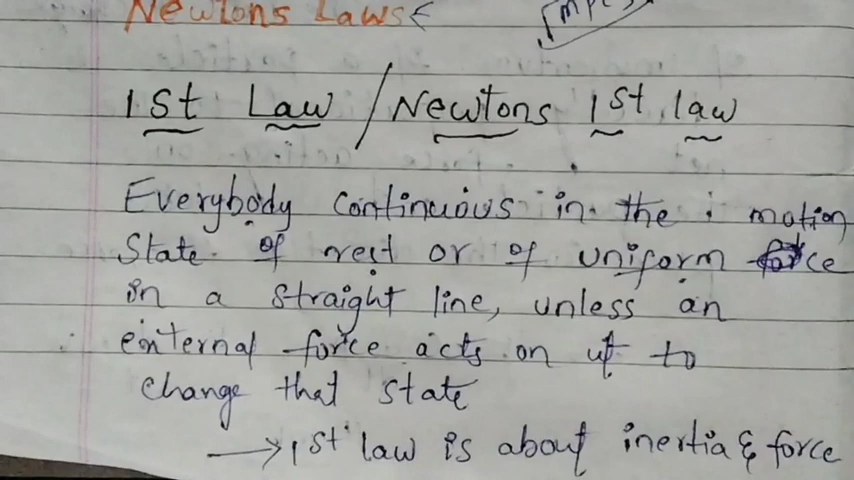 Newtons Laws
1st Law / Newtons 1st law
Everybody continuous in the motion
State of rest or of uniform force
in a straight line, unless an
external force acts on it to
change that state
→ 1st law is about inertia & force